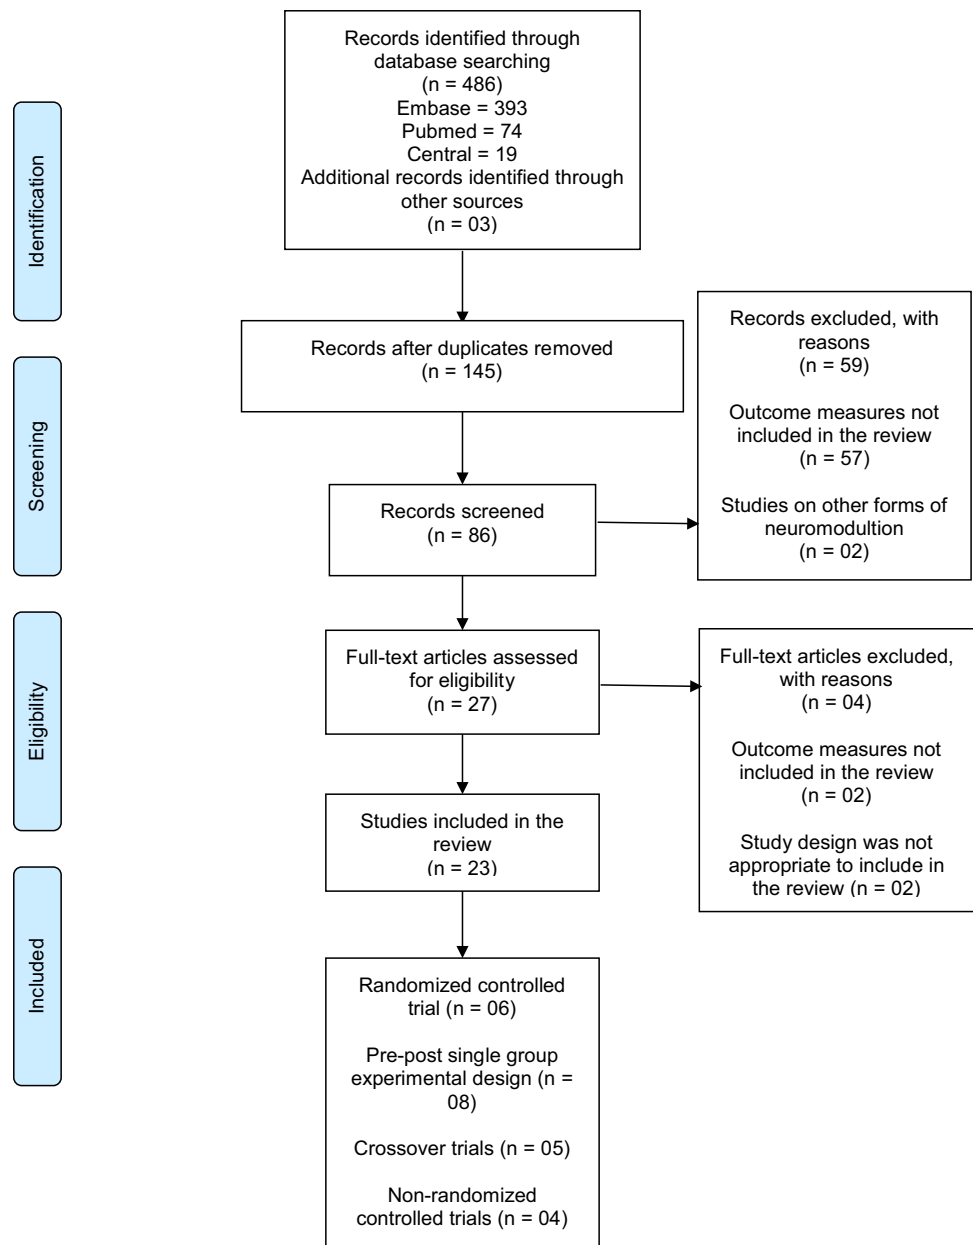 Records identified through
database searching
(n = 486)
Embase = 393
Pubmed = 74
Central = 19
Additional records identified through
other sources
(n = 03)
Identification
Records after duplicates removed
(n = 145)
Records excluded, with
reasons
(n = 59)
Outcome measures not
included in the review
(n = 57)
Studies on other forms of
neuromodultion
(n = 02)
Screening
Records screened
(n = 86)
Full-text articles assessed
for eligibility
(n = 27)
Full-text articles excluded,
with reasons
(n = 04)
Outcome measures not
included in the review
(n = 02)
Study design was not
appropriate to include in
the review (n = 02)
Eligibility
Studies included in the
review
(n = 23)
Included
Randomized controlled
trial (n = 06)
Pre-post single group
experimental design (n =
08)
Crossover trials (n = 05)
Non-randomized
controlled trials (n = 04)